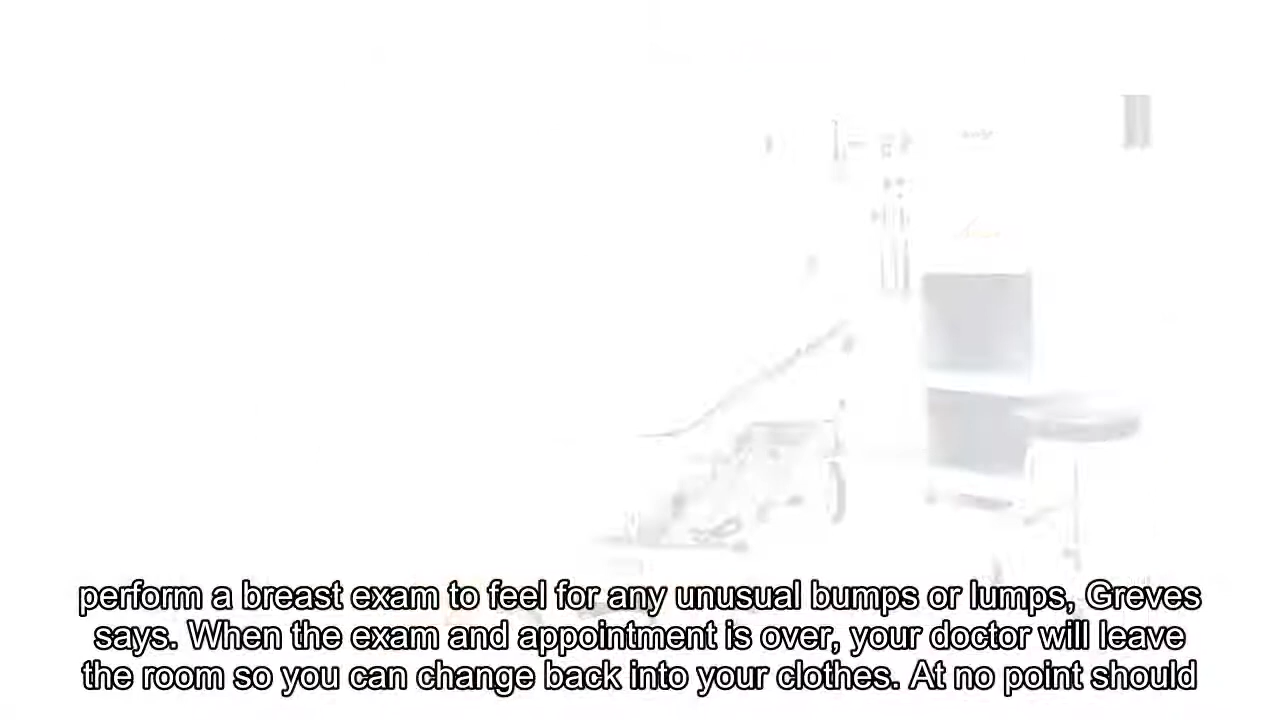 perform a breast exam to feel for any unusual bumps or lumps, Greves
says. When the exam and appointment is over, your doctor will leave
the room so you can change back into your clothes. At no point should